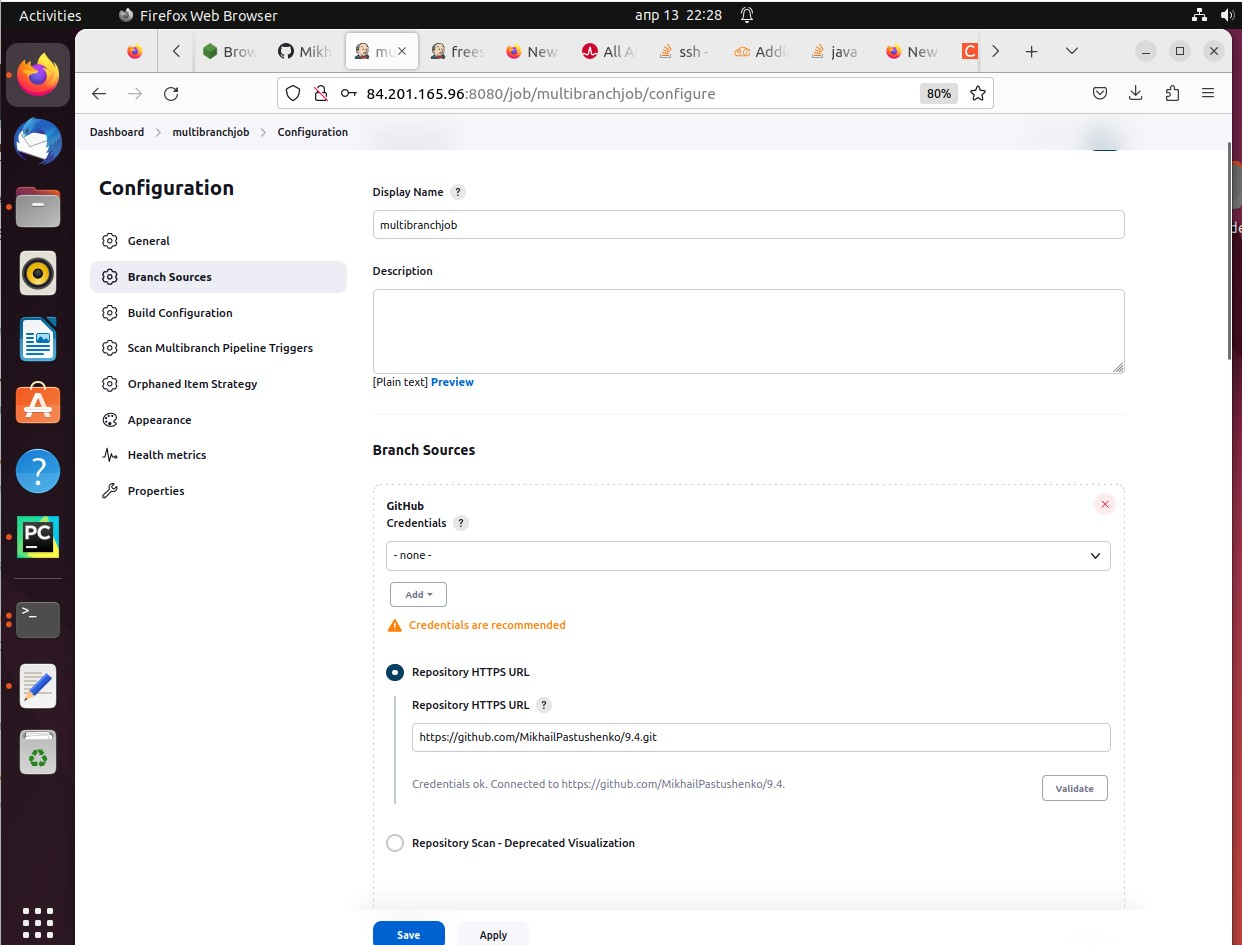 Activities Firefox Web Browser апр 13 22:28
Brow Mikh mu frees New All A ssh - Addi java New C
84.201.165.96:8080/job/multibranchjob/configure 80%
Dashboard multibranchjob Configuration
Configuration
General
Branch Sources
Build Configuration
Scan Multibranch Pipeline Triggers
Orphaned Item Strategy
Appearance
Health metrics
Properties
Display Name ?
multibranchjob
Description
[Plain text] Preview
Branch Sources
GitHub
Credentials ?
- none -
Add
Credentials are recommended
Repository HTTPS URL
Repository HTTPS URL ?
https://github.com/MikhailPastushenko/9.4.git
Credentials ok. Connected to https://github.com/MikhailPastushenko/9.4.
Validate
Repository Scan - Deprecated Visualization
Save Apply
PC
>_
de